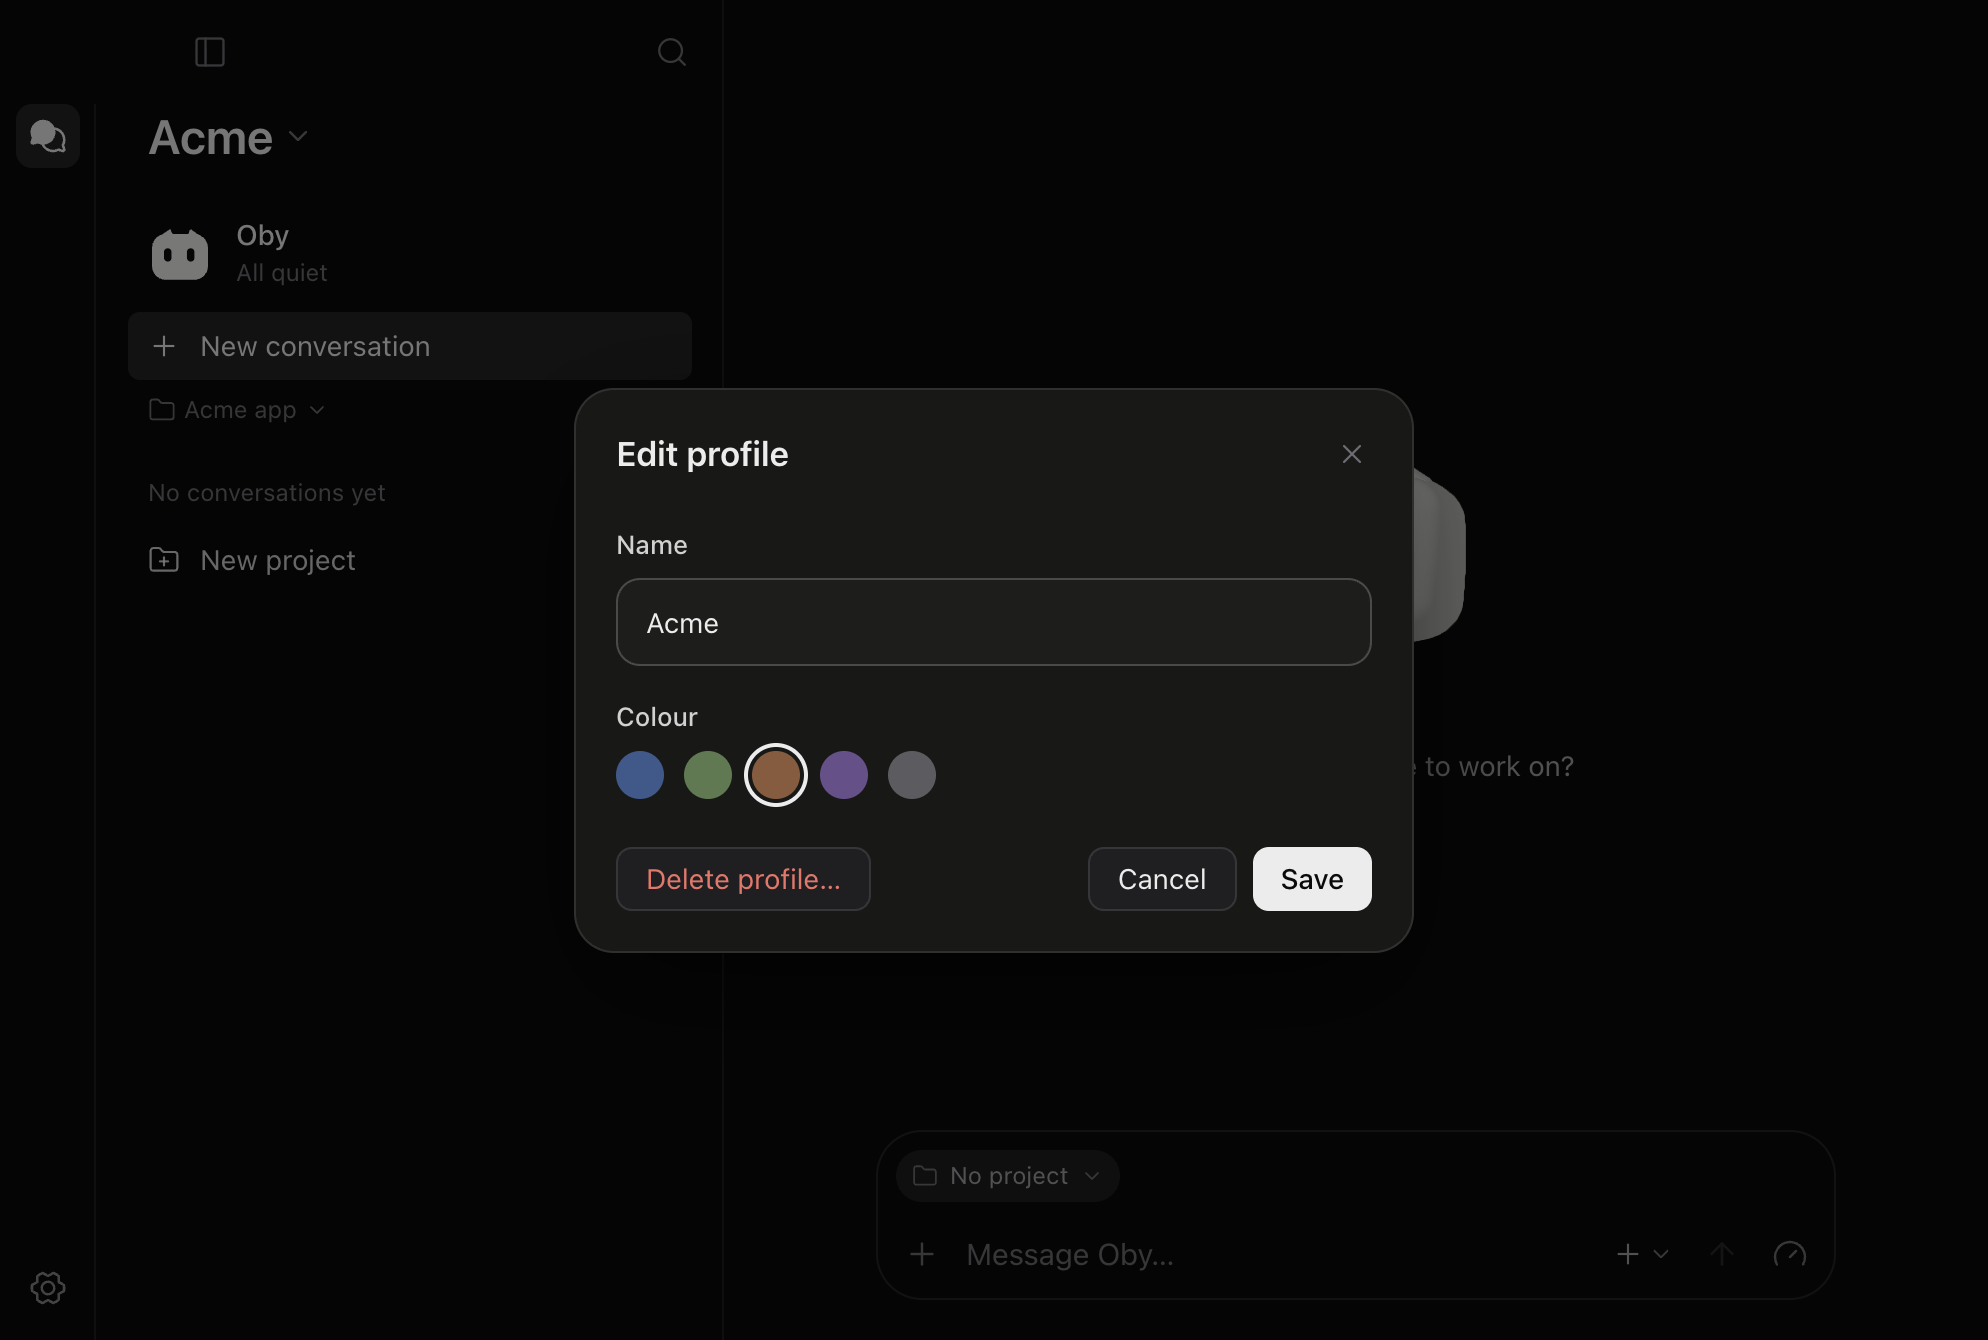 Acme
Oby
All quiet
New conversation
Acme app
No conversations yet
New project
Edit profile
Name
Acme
Colour
Delete profile...
Cancel
Save
to work on?
No project
Message Oby...